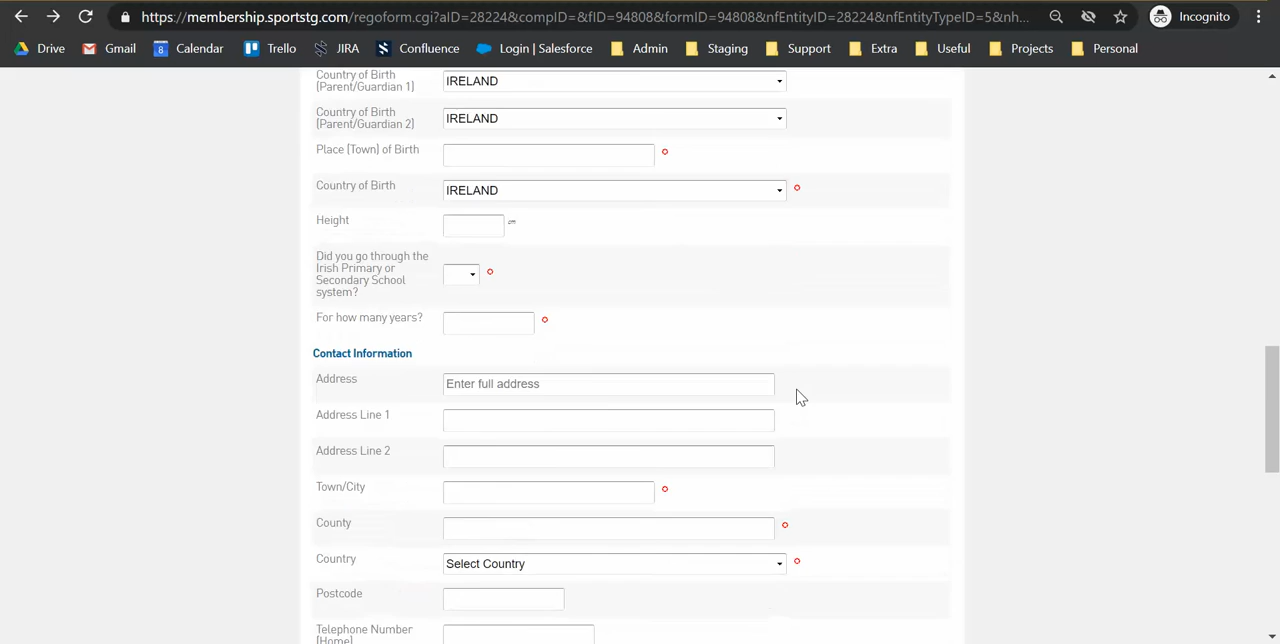 https://membership.sportstg.com/regoform.cgi?aID=28224&compID=&fID=94808&formID=94808&nfEntityID=28224&nfEntityTypeID=5&nh... Incognito
Drive Gmail 8 Calendar Trello JIRA Confluence Login | Salesforce Admin Staging Support Extra Useful Projects Personal
Country of Birth
(Parent/Guardian 1)
IRELAND
Country of Birth
(Parent/Guardian 2)
IRELAND
Place (Town) of Birth
Country of Birth
IRELAND
Height
cm
Did you go through the
Irish Primary or
Secondary School
system?
For how many years?
Contact Information
Address
Enter full address
Address Line 1
Address Line 2
Town/City
County
Country
Select Country
Postcode
Telephone Number
(Home)